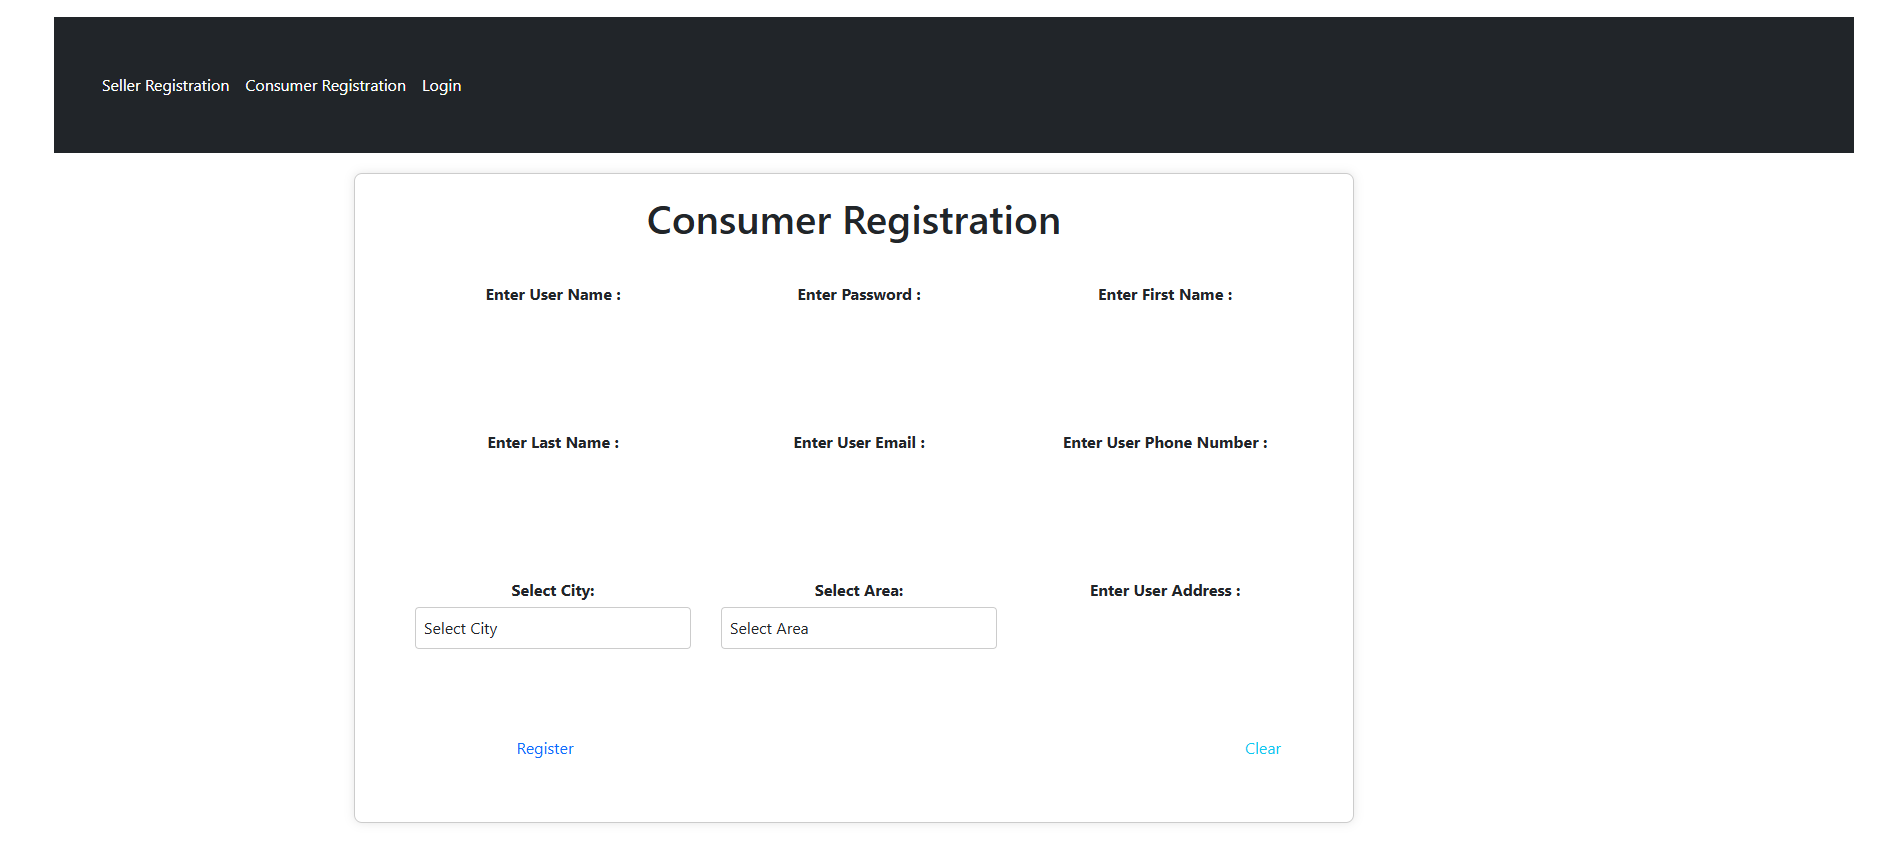 Seller Registration Consumer Registration Login
Consumer Registration
Enter User Name : Enter Password : Enter First Name :
Enter Last Name : Enter User Email : Enter User Phone Number :
Select City: Select Area: Enter User Address :
Select City Select Area
Register Clear